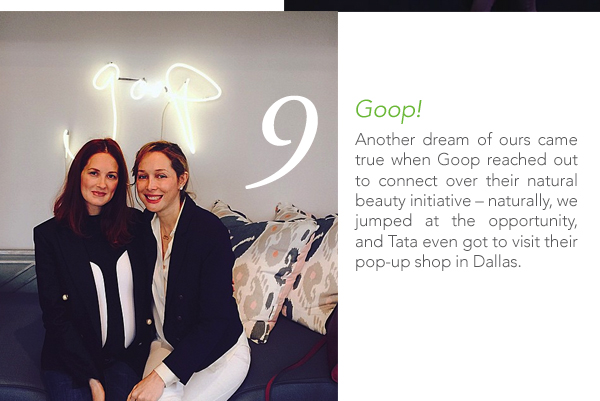 goop
9
Goop!
Another dream of ours came
true when Goop reached out
to connect over their natural
beauty initiative – naturally, we
jumped at the opportunity,
and Tata even got to visit their
pop-up shop in Dallas.